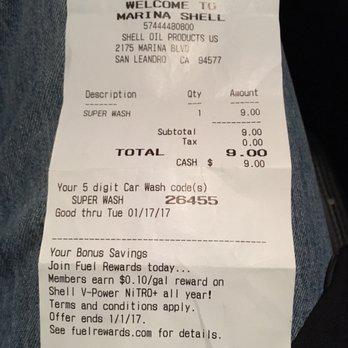 WELCOME TO
MARINA SHELL
57444480800
SHELL OIL PRODUCTS US
2175 MARINA BLVD
SAN LEANDRO CA 94577
Description Qty Amount
SUPER WASH 1 9.00
Subtotal 9.00
Tax 0.00
TOTAL 9.00
CASH $ 9.00
Your 5 digit Car Wash code(s)
SUPER WASH 26455
Good thru Tue 01/17/17
Your Bonus Savings
Join Fuel Rewards today...
Members earn $0.10/gal reward on
Shell V-Power NiTRO+ all year!
Terms and conditions apply.
Offer ends 1/1/17.
See fuelrewards.com for details.